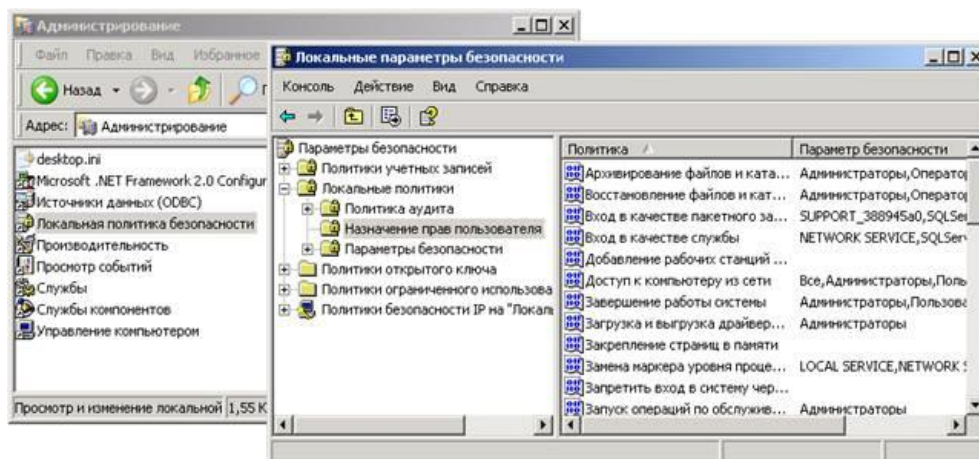 Администрирование
Файл Правка Вид Избранное
Назад
Адрес: Администрирование
desktop.ini
Microsoft .NET Framework 2.0 Configur
Источники данных (ODBC)
Локальная политика безопасности
Производительность
Просмотр событий
Службы
Службы компонентов
Управление компьютером
Просмотр и изменение локальной 1,55 К
Локальные параметры безопасности
Консоль Действие Вид Справка
Параметры безопасности
Политики учетных записей
Локальные политики
Политика аудита
Назначение прав пользователя
Параметры безопасности
Политики открытого ключа
Политики ограниченного использова
Политики безопасности IP на "Локаль
Политика Параметр безопасности
Архивирование файлов и ката... Администраторы,Оператор
Восстановление файлов и кат... Администраторы,Оператор
Вход в качестве пакетного за... SUPPORT_388945a0,SQLSer
Вход в качестве службы NETWORK SERVICE,SQLServ
Добавление рабочих станций ...
Доступ к компьютеру из сети Все,Администраторы,Поль
Завершение работы системы Администраторы,Пользова
Загрузка и выгрузка драйвер... Администраторы
Закрепление страниц в памяти
Замена маркера уровня проце... LOCAL SERVICE,NETWORK S
Запретить вход в систему чер...
Запуск операций по обслужив... Администраторы